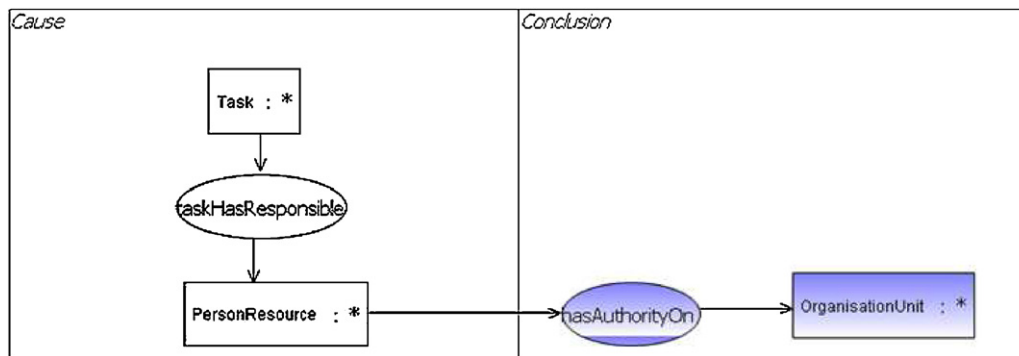 Cause
Conclusion
Task : *
taskHasResponsible
PersonResource : *
hasAuthorityOn
OrganisationUnit : *